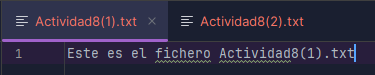 Actividad8(1).txt × Actividad8(2).txt
1 Este es el fichero Actividad8(1).txt